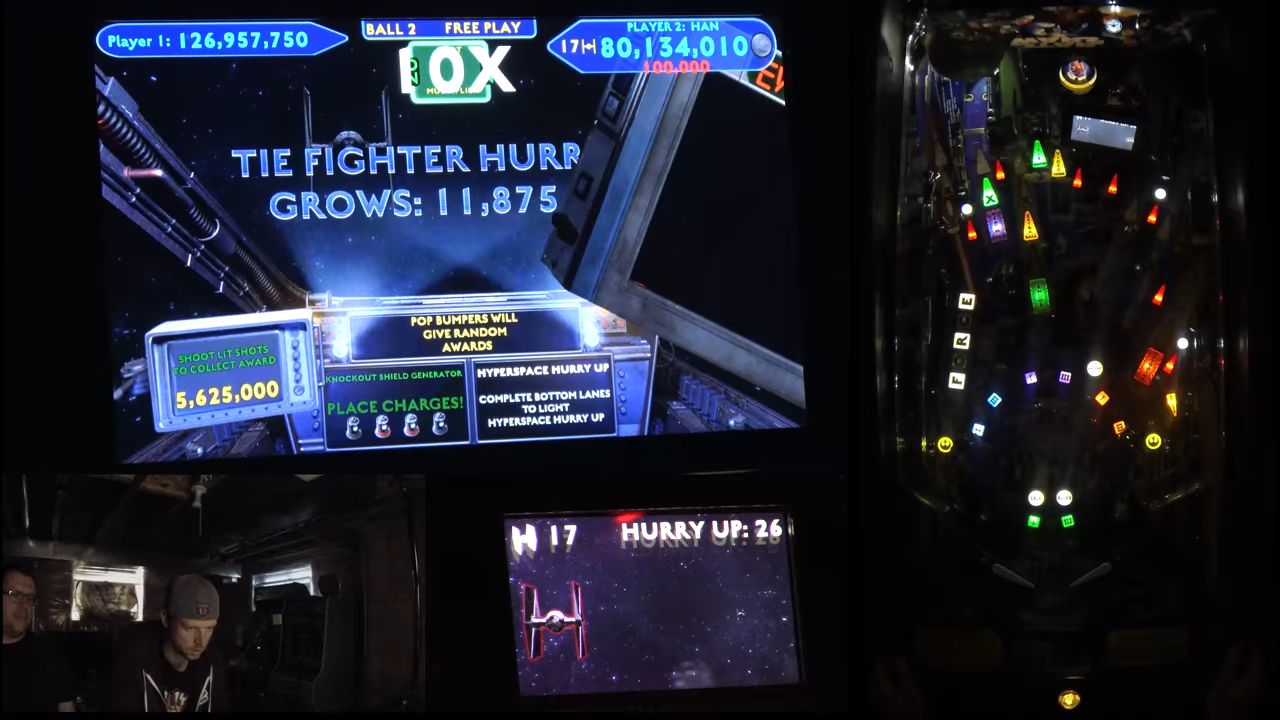 Player 1: 126,957,750
BALL 2 FREE PLAY
PLAYER 2: HAN
17 80,134,010
100,000
10X
TIE FIGHTER HURR
GROWS: 11,875
POP BUMPERS WILL
GIVE RANDOM
AWARDS
SHOOT LIT SHOTS
TO COLLECT AWARD
5,625,000
KNOCKOUT SHIELD GENERATOR
PLACE CHARGES!
HYPERSPACE HURRY UP
COMPLETE BOTTOM LANES
TO LIGHT
HYPERSPACE HURRY UP
17 HURRY UP: 26
E
C
R
O
F